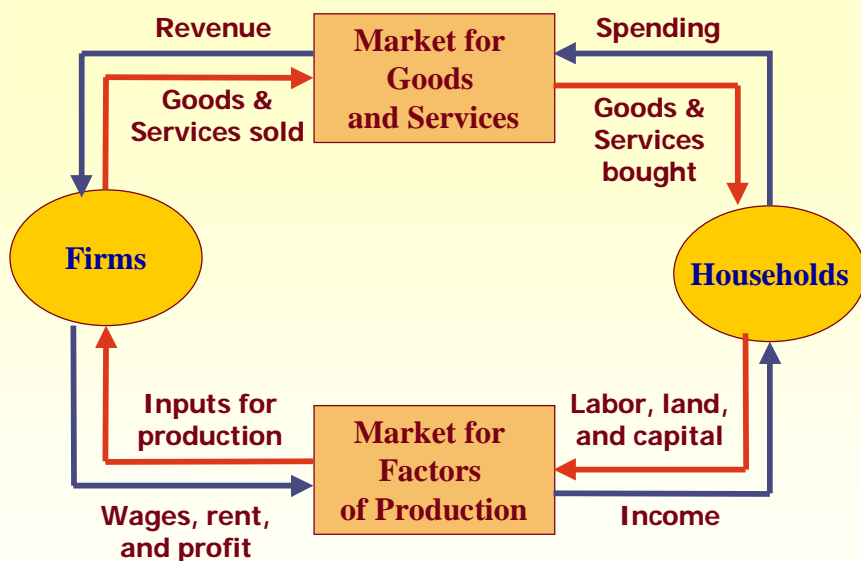 Revenue
Market for
Goods
and Services
Spending
Goods &
Services sold
Goods &
Services
bought
Firms
Households
Inputs for
production
Market for
Factors
of Production
Labor, land,
and capital
Wages, rent,
and profit
Income